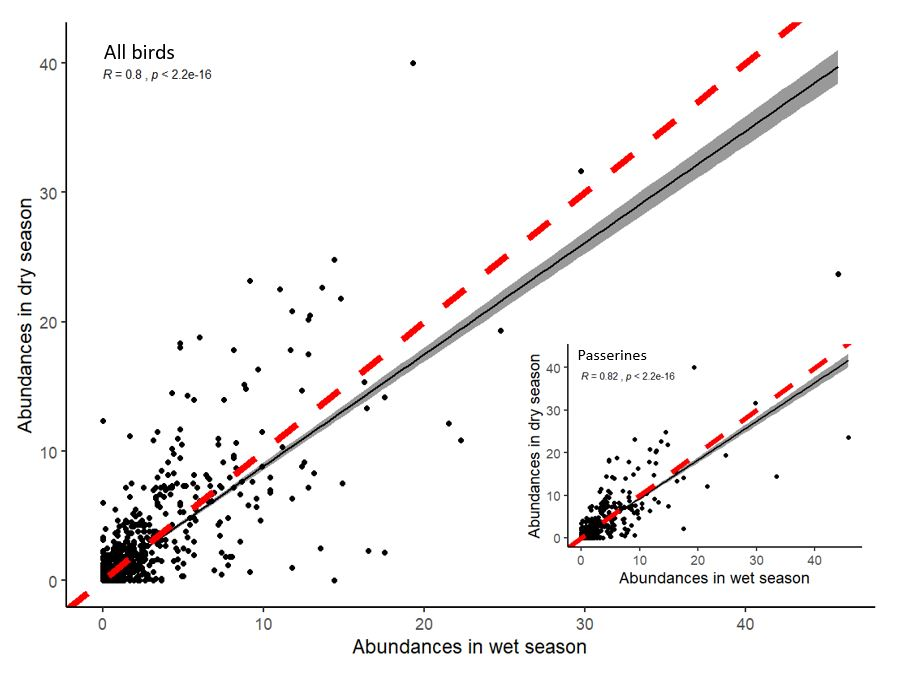 All birds
R = 0.8 , p < 2.2e-16
40
30
20
10
0
Abundances in dry season
0 10 20 30 40
Abundances in wet season
Passerines
R = 0.82 , p < 2.2e-16
40
30
20
10
0
Abundances in dry season
0 10 20 30 40
Abundances in wet season